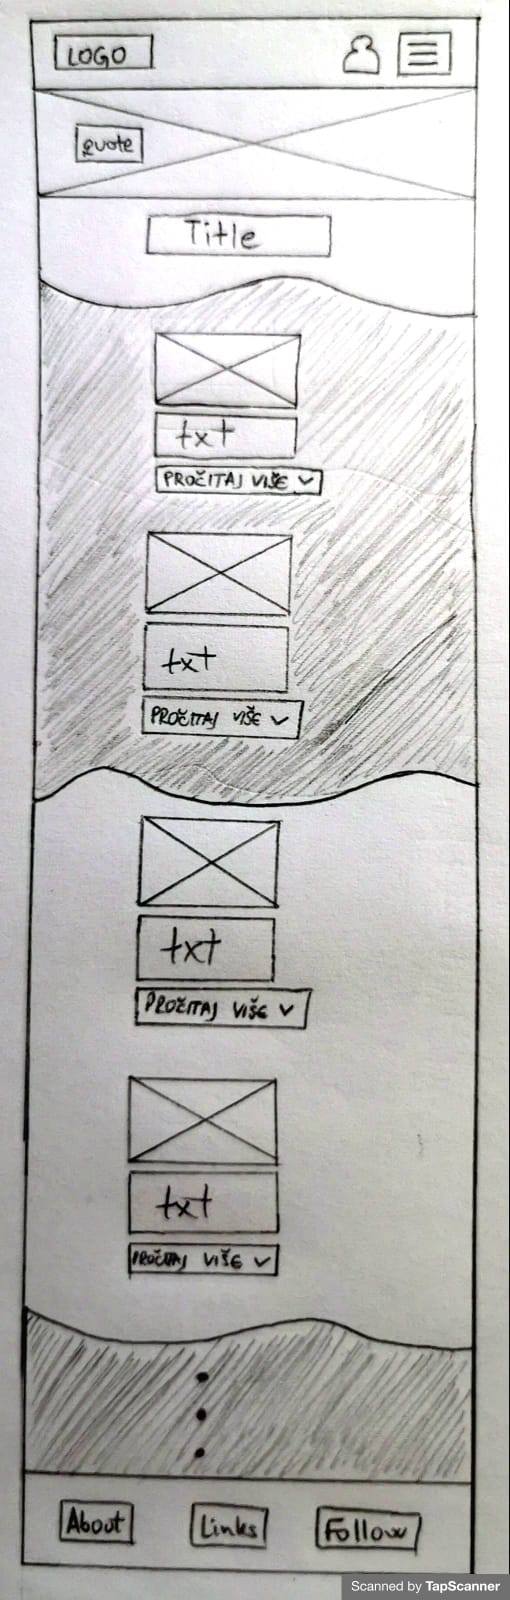 LOGO
quote
Title
txt
PROČITAJ VIŠE
txt
PROČITAJ VIŠE
txt
PROČITAJ VIŠE
txt
PROČITAJ VIŠE
About
Links
Follow
Scanned by TapScanner